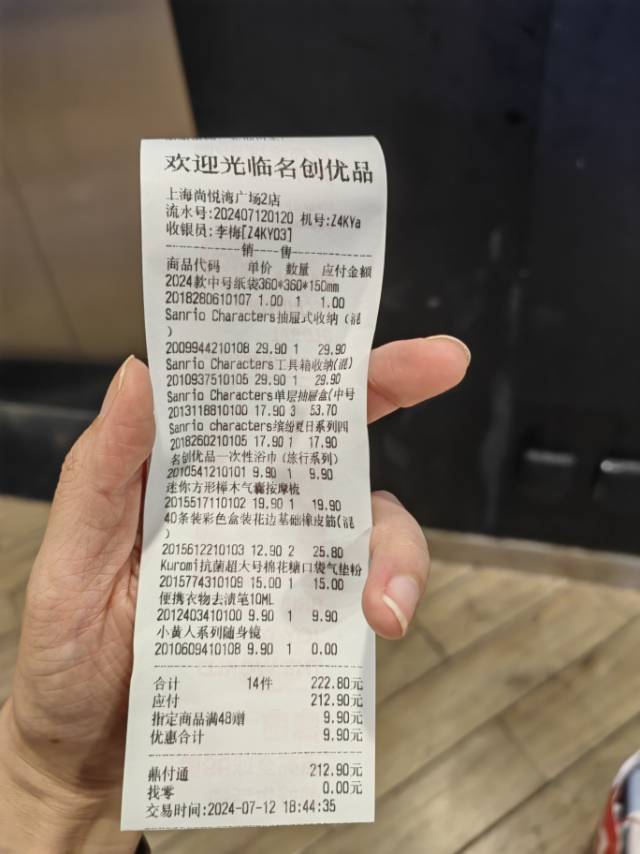 欢迎光临名创优品
上海尚悦湾广场2店
流水号:202407120120 机号:Z4KYa
收银员:李梅[Z4KY03]
销----售
商品代码 单价 数量 应付金额
2024款中号纸袋360*360*150mm
2018280610107 1.00 1 1.00
Sanrio Characters抽屉式收纳(混
)
2009944210108 29.90 1 29.90
Sanrio Characters工具箱收纳(混)
2010937510105 29.90 1 29.90
Sanrio Characters单层抽屉盒(中号
2013118810100 17.90 3 53.70
Sanrio characters缤纷夏日系列四
2018260210105 17.90 1 17.90
名创优品一次性浴巾(旅行系列)
2010541210101 9.90 1 9.90
迷你方形榉木气囊按摩梳
2015517110102 19.90 1 19.90
40条装彩色盒装花边基础橡皮筋(混
)
2015612210103 12.90 2 25.80
Kuromi抗菌超大号棉花糖口袋气垫粉
2015774310109 15.00 1 15.00
便携衣物去渍笔10ML
2012403410100 9.90 1 9.90
小黄人系列随身镜
2010609410108 9.90 1 0.00
合计 14件 222.80元
应付 212.90元
指定商品满48赠 9.90元
优惠合计 9.90元
鼎付通 212.90元
找零 0.00元
交易时间:2024-07-12 18:44:35